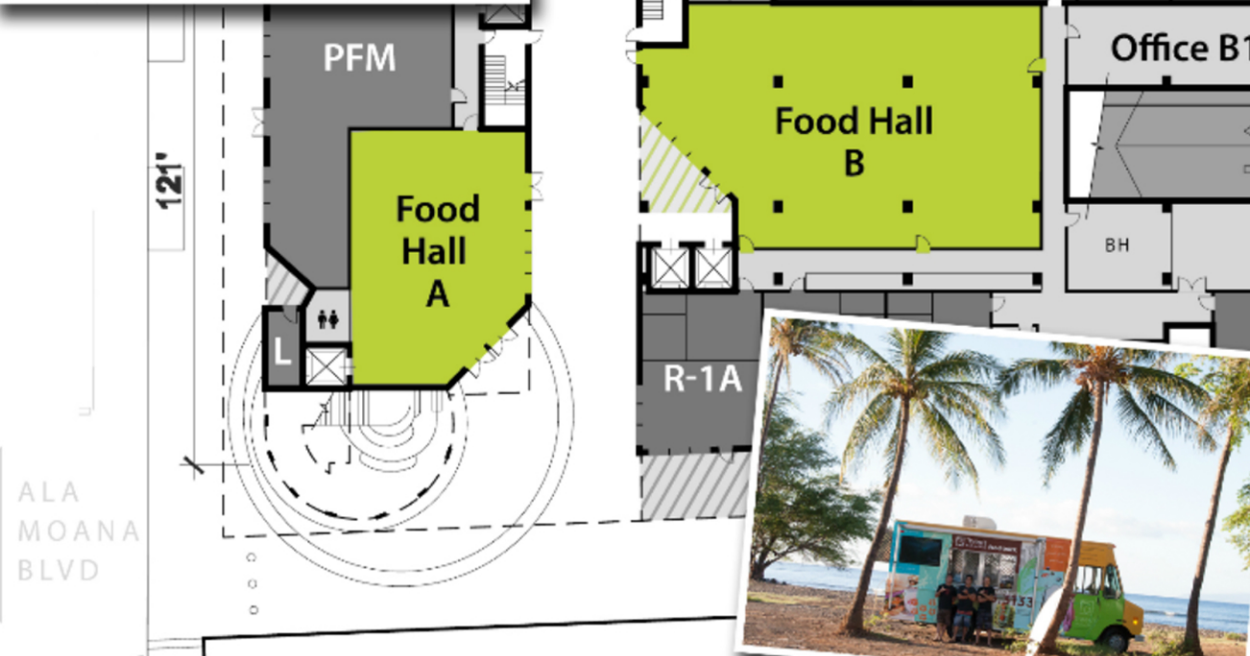 PFM
Office B1
Food Hall
B
121'
Food
Hall
A
BH
L
R-1A
ALA
MOANA
BLVD